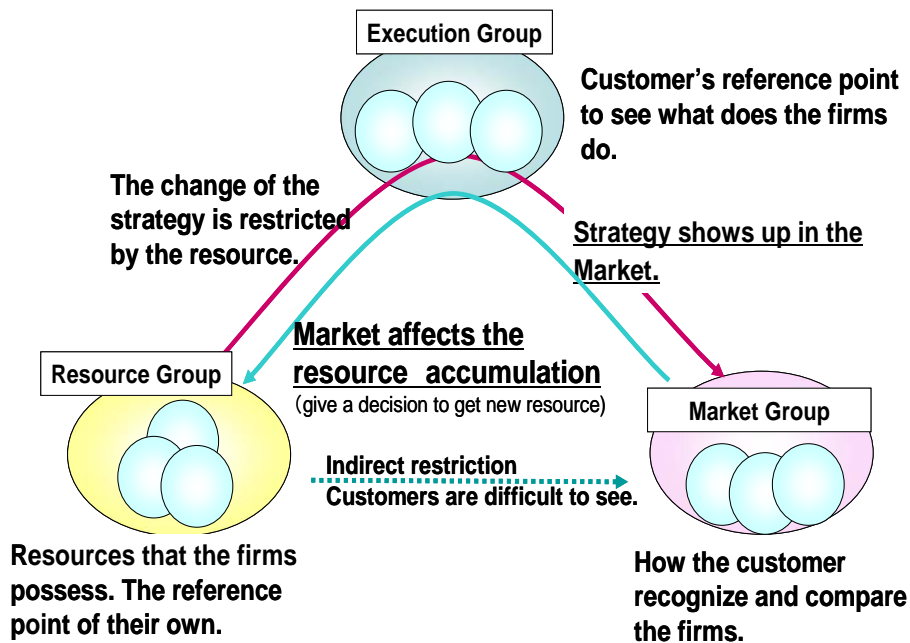 Execution Group
Customer’s reference point
to see what does the firms
do.
The change of the
strategy is restricted
by the resource.
Strategy shows up in the
Market.
Market affects the
resource accumulation
(give a decision to get new resource)
Resource Group
Market Group
Indirect restriction
Customers are difficult to see.
Resources that the firms
possess. The reference
point of their own.
How the customer
recognize and compare
the firms.